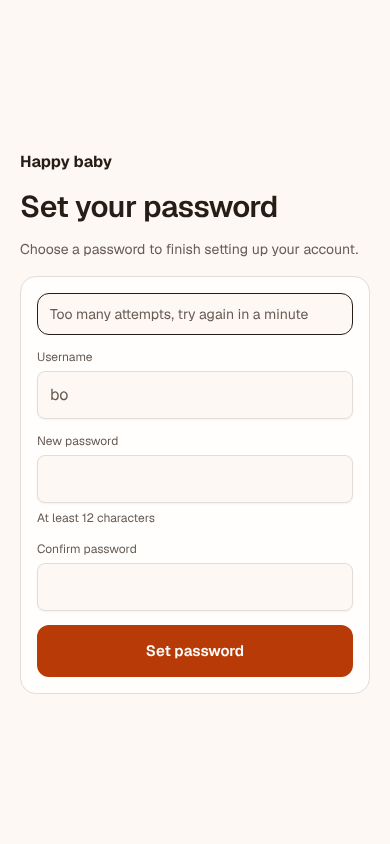 Happy baby
Set your password
Choose a password to finish setting up your account.
Too many attempts, try again in a minute
Username
bo
New password
At least 12 characters
Confirm password
Set password